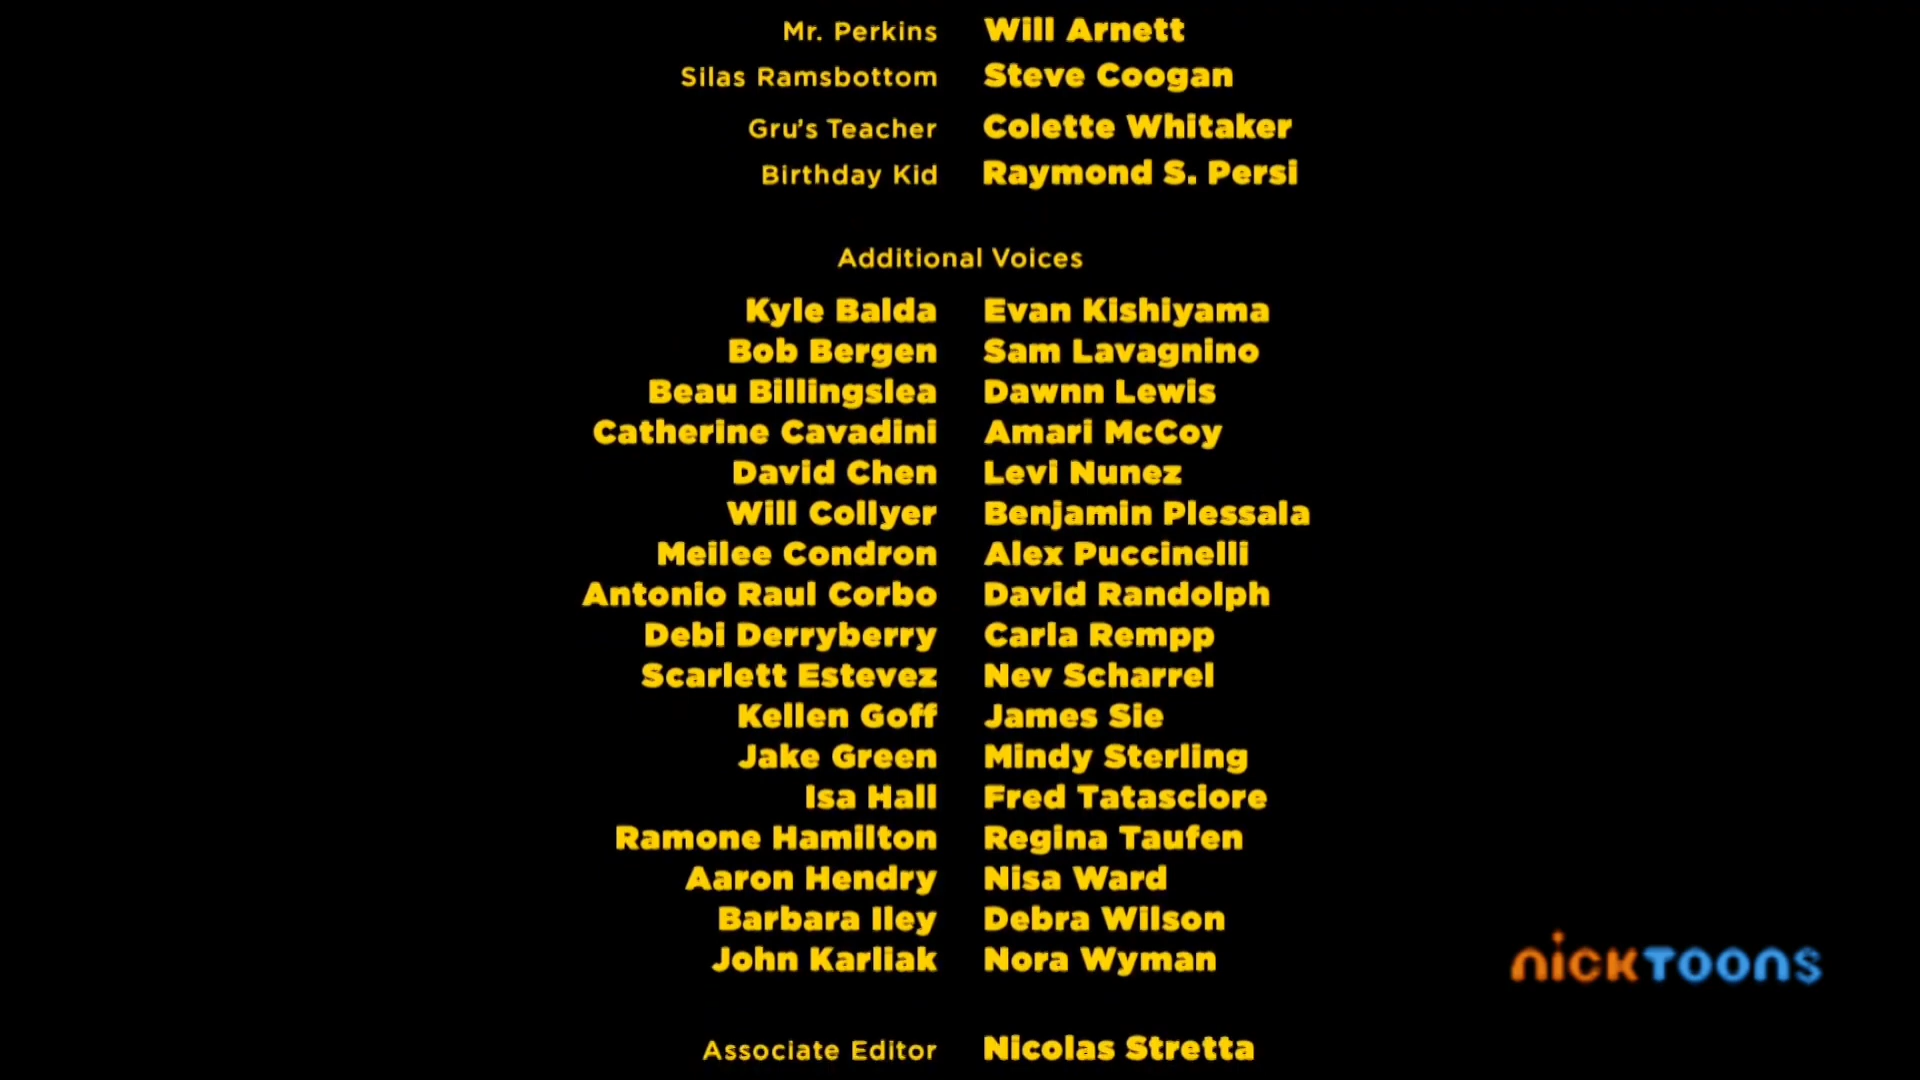 Mr. Perkins Will Arnett
Silas Ramsbottom Steve Coogan
Gru's Teacher Colette Whitaker
Birthday Kid Raymond S. Persi
Additional Voices
Kyle Balda Evan Kishiyama
Bob Bergen Sam Lavagnino
Beau Billingslea Dawnn Lewis
Catherine Cavadini Amari McCoy
David Chen Levi Nunez
Will Collyer Benjamin Plessala
Meilee Condron Alex Puccinelli
Antonio Raul Corbo David Randolph
Debi Derryberry Carla Rempp
Scarlett Estevez Nev Scharrel
Kellen Goff James Sie
Jake Green Mindy Sterling
Isa Hall Fred Tatasciore
Ramone Hamilton Regina Taufen
Aaron Hendry Nisa Ward
Barbara Iley Debra Wilson
John Karliak Nora Wyman
nickTOONS
Associate Editor Nicolas Stretta